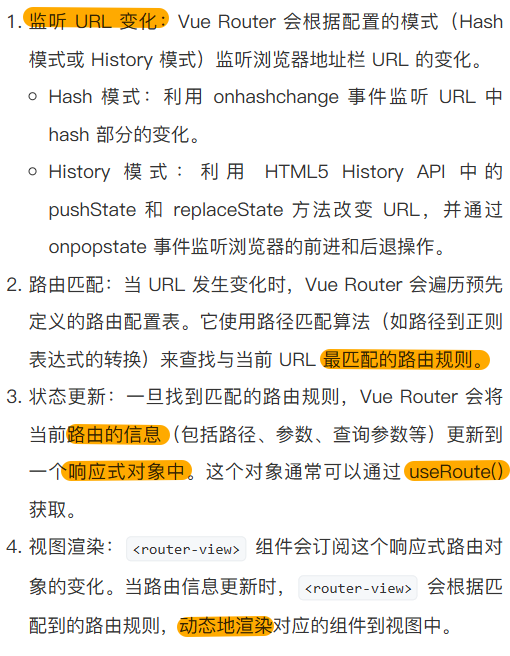 1. 监听 URL 变化：Vue Router 会根据配置的模式（Hash
模式或 History 模式）监听浏览器地址栏 URL 的变化。
○ Hash 模式：利用 onhashchange 事件监听 URL 中
hash 部分的变化。
○ History 模式：利用 HTML5 History API 中的
pushState 和 replaceState 方法改变 URL，并通过
onpopstate 事件监听浏览器的前进和后退操作。
2. 路由匹配：当 URL 发生变化时，Vue Router 会遍历预先
定义的路由配置表。它使用路径匹配算法（如路径到正则
表达式的转换）来查找与当前 URL 最匹配的路由规则。
3. 状态更新：一旦找到匹配的路由规则，Vue Router 会将
当前路由的信息（包括路径、参数、查询参数等）更新到
一个响应式对象中。这个对象通常可以通过 useRoute()
获取。
4. 视图渲染：<router-view> 组件会订阅这个响应式路由对
象的变化。当路由信息更新时，<router-view> 会根据匹
配到的路由规则，动态地渲染对应的组件到视图中。